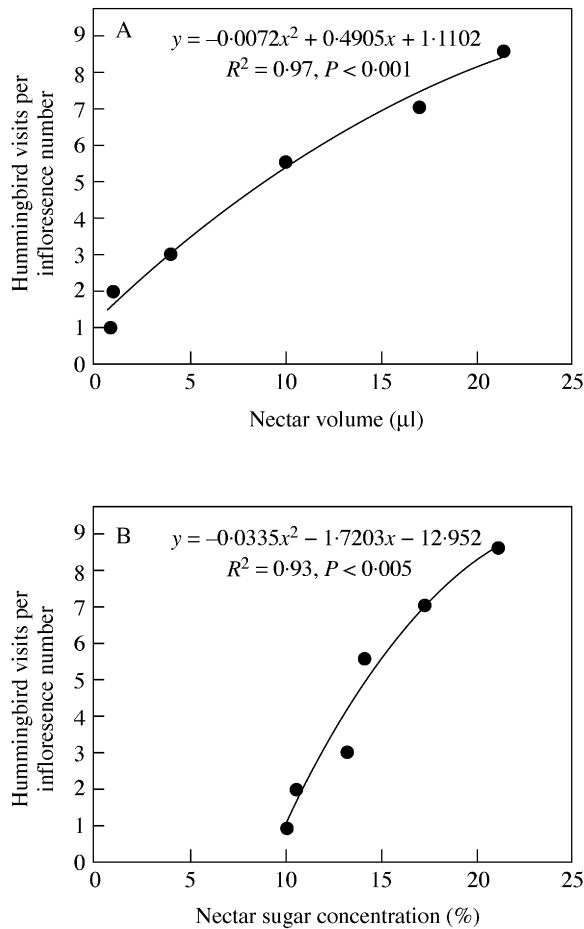 A
y = –0·0072x² + 0·4905x + 1·1102
R² = 0·97, P < 0·001
9
8
7
6
5
4
3
2
1
0
Hummingbird visits per
infloresence number
0 5 10 15 20 25
Nectar volume (μl)
B
y = –0·0335x² – 1·7203x – 12·952
R² = 0·93, P < 0·005
9
8
7
6
5
4
3
2
1
0
Hummingbird visits per
infloresence number
0 5 10 15 20 25
Nectar sugar concentration (%)